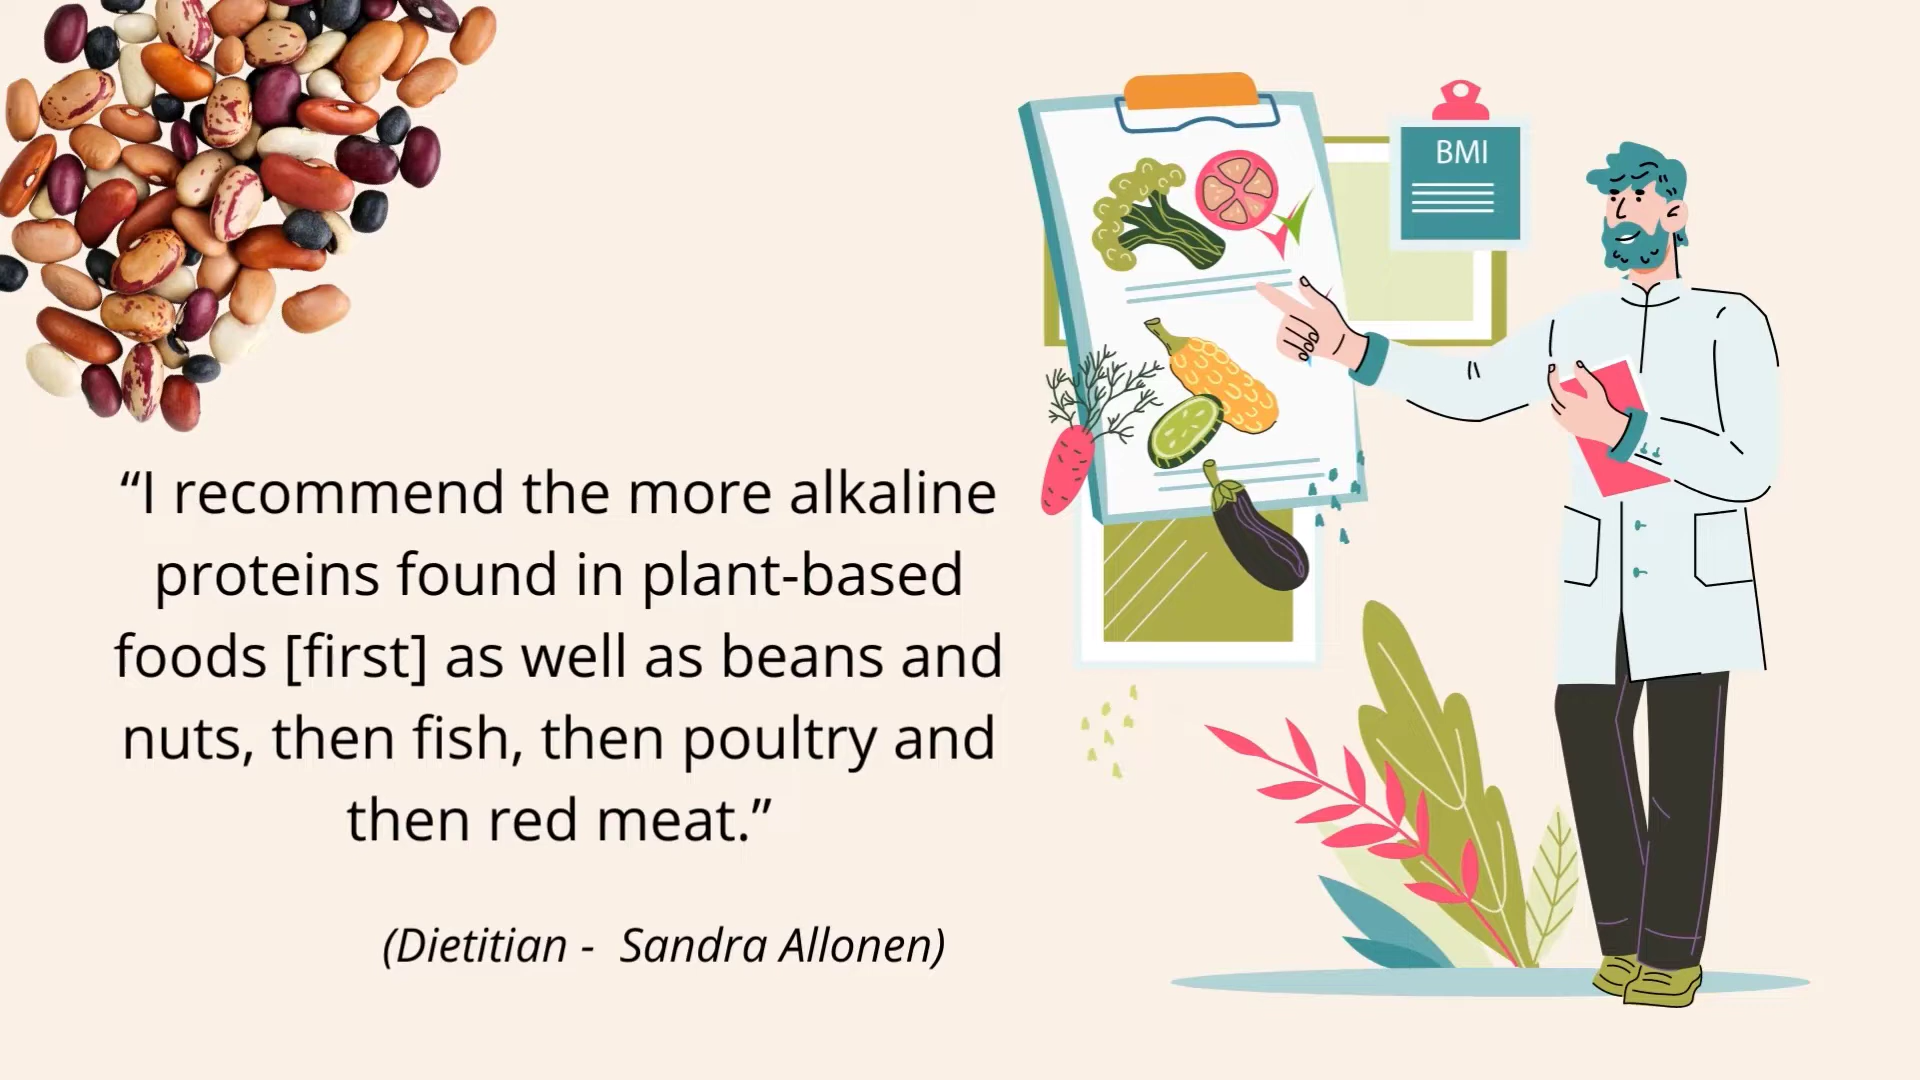 BMI
“I recommend the more alkaline
proteins found in plant-based
foods [first] as well as beans and
nuts, then fish, then poultry and
then red meat.”
(Dietitian - Sandra Allonen)